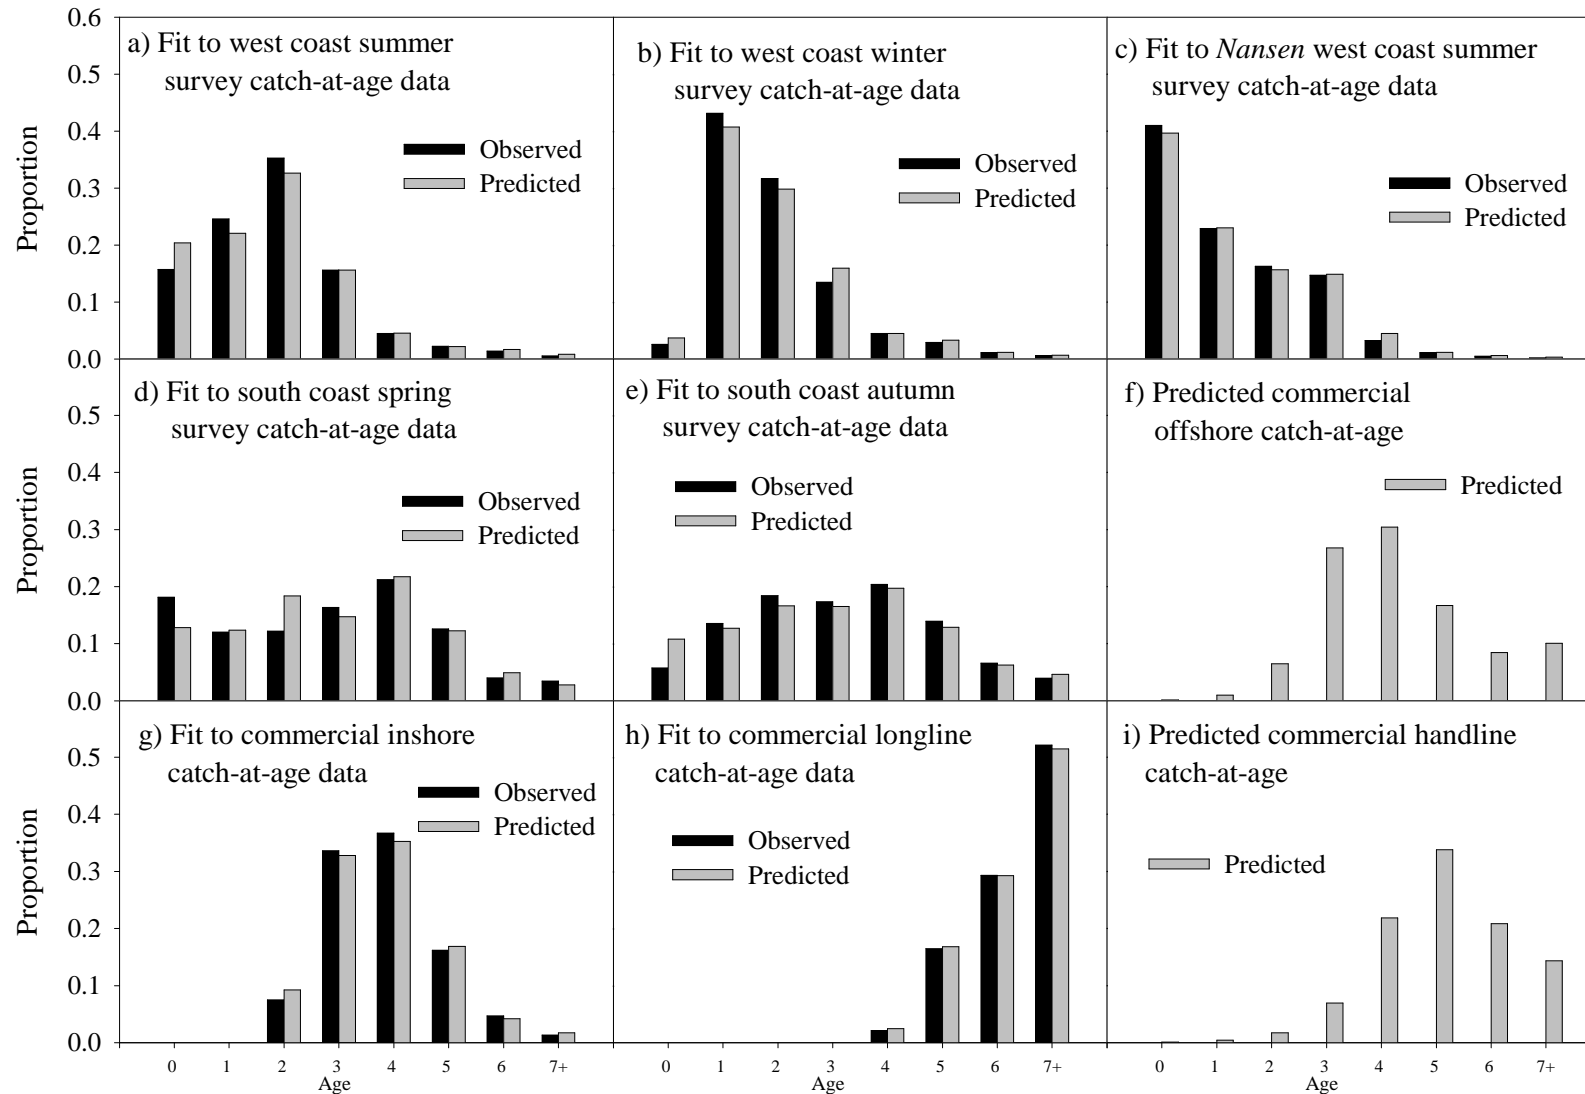 0.6
0.5
0.4
0.3
0.2
0.1
0.0
Proportion
a) Fit to west coast summer
survey catch-at-age data
Observed
Predicted
b) Fit to west coast winter
survey catch-at-age data
Observed
Predicted
c) Fit to Nansen west coast summer
survey catch-at-age data
Observed
Predicted
0.5
0.4
0.3
0.2
0.1
0.0
Proportion
d) Fit to south coast spring
survey catch-at-age data
Observed
Predicted
e) Fit to south coast autumn
survey catch-at-age data
Observed
Predicted
f) Predicted commercial
offshore catch-at-age
Predicted
0.5
0.4
0.3
0.2
0.1
0.0
Proportion
g) Fit to commercial inshore
catch-at-age data
Observed
Predicted
0 1 2 3 4 5 6 7+
Age
h) Fit to commercial longline
catch-at-age data
Observed
Predicted
0 1 2 3 4 5 6 7+
Age
i) Predicted commercial handline
catch-at-age
Predicted
0 1 2 3 4 5 6 7+
Age